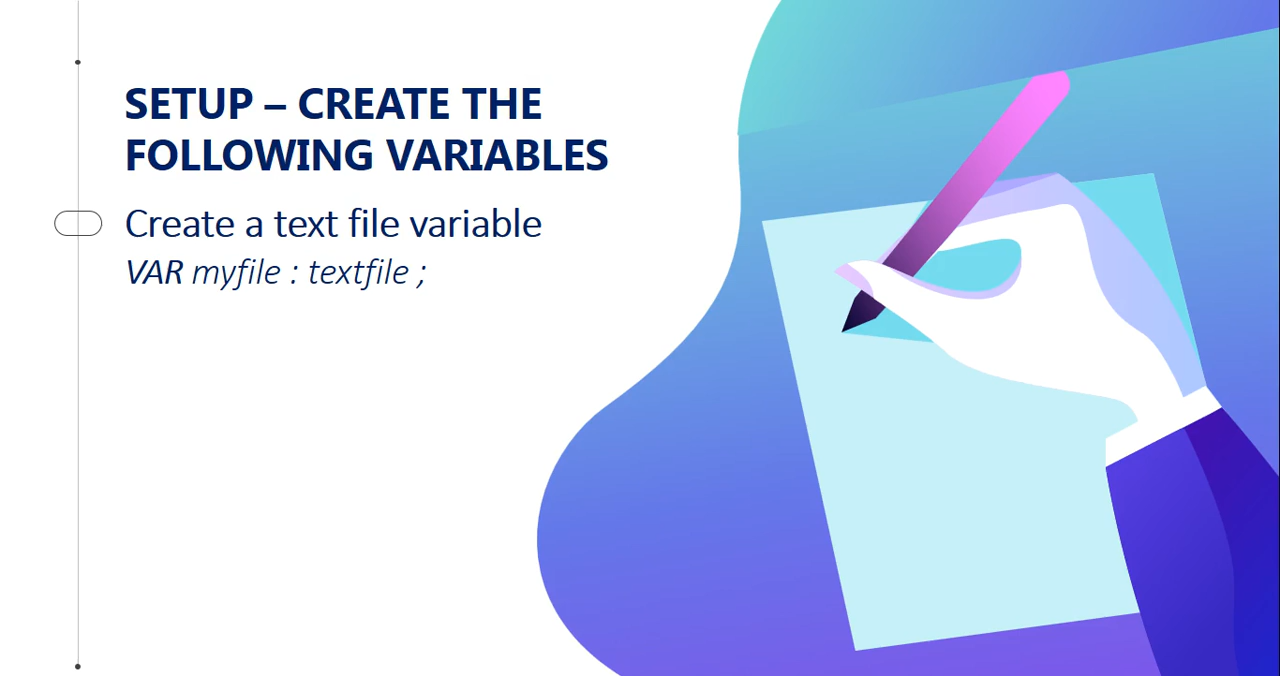 SETUP – CREATE THE
FOLLOWING VARIABLES
Create a text file variable
VAR myfile : textfile ;